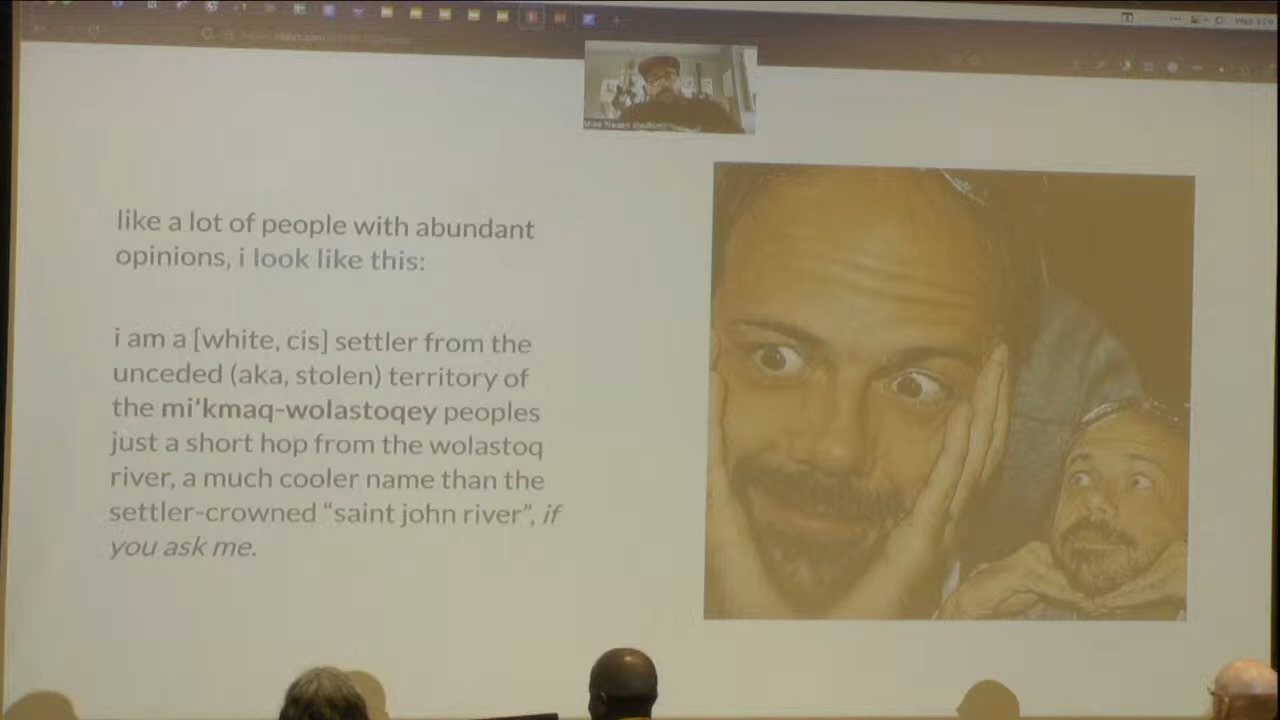 like a lot of people with abundant
opinions, i look like this:
i am a [white, cis] settler from the
unceded (aka, stolen) territory of
the mi'kmaq-wolastoqey peoples
just a short hop from the wolastoq
river, a much cooler name than the
settler-crowned “saint john river”, if
you ask me.